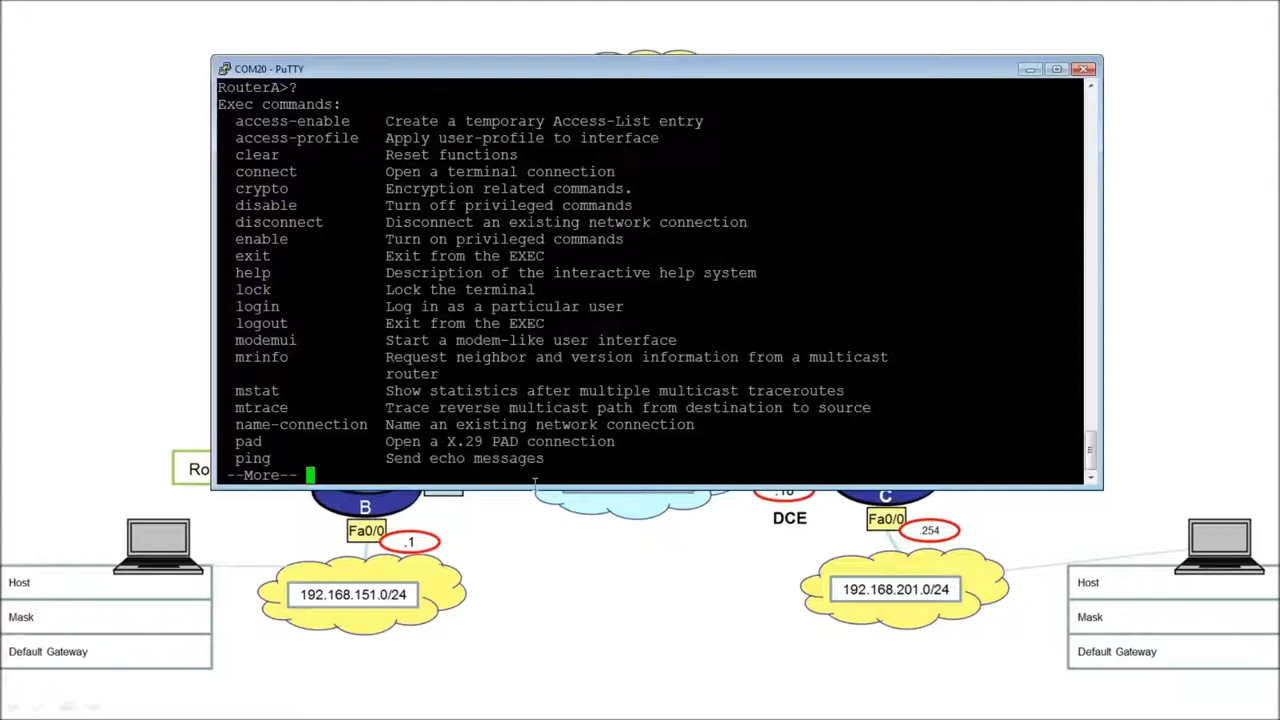 COM20 - PuTTY
RouterA>?
Exec commands:
access-enable Create a temporary Access-List entry
access-profile Apply user-profile to interface
clear Reset functions
connect Open a terminal connection
crypto Encryption related commands.
disable Turn off privileged commands
disconnect Disconnect an existing network connection
enable Turn on privileged commands
exit Exit from the EXEC
help Description of the interactive help system
lock Lock the terminal
login Log in as a particular user
logout Exit from the EXEC
modemui Start a modem-like user interface
mrinfo Request neighbor and version information from a multicast
router
mstat Show statistics after multiple multicast traceroutes
mtrace Trace reverse multicast path from destination to source
name-connection Name an existing network connection
pad Open a X.29 PAD connection
ping Send echo messages
--More--
Ro
B
C
DCE
Fa0/0
.1
Fa0/0
.254
192.168.151.0/24
192.168.201.0/24
Host
Mask
Default Gateway
Host
Mask
Default Gateway